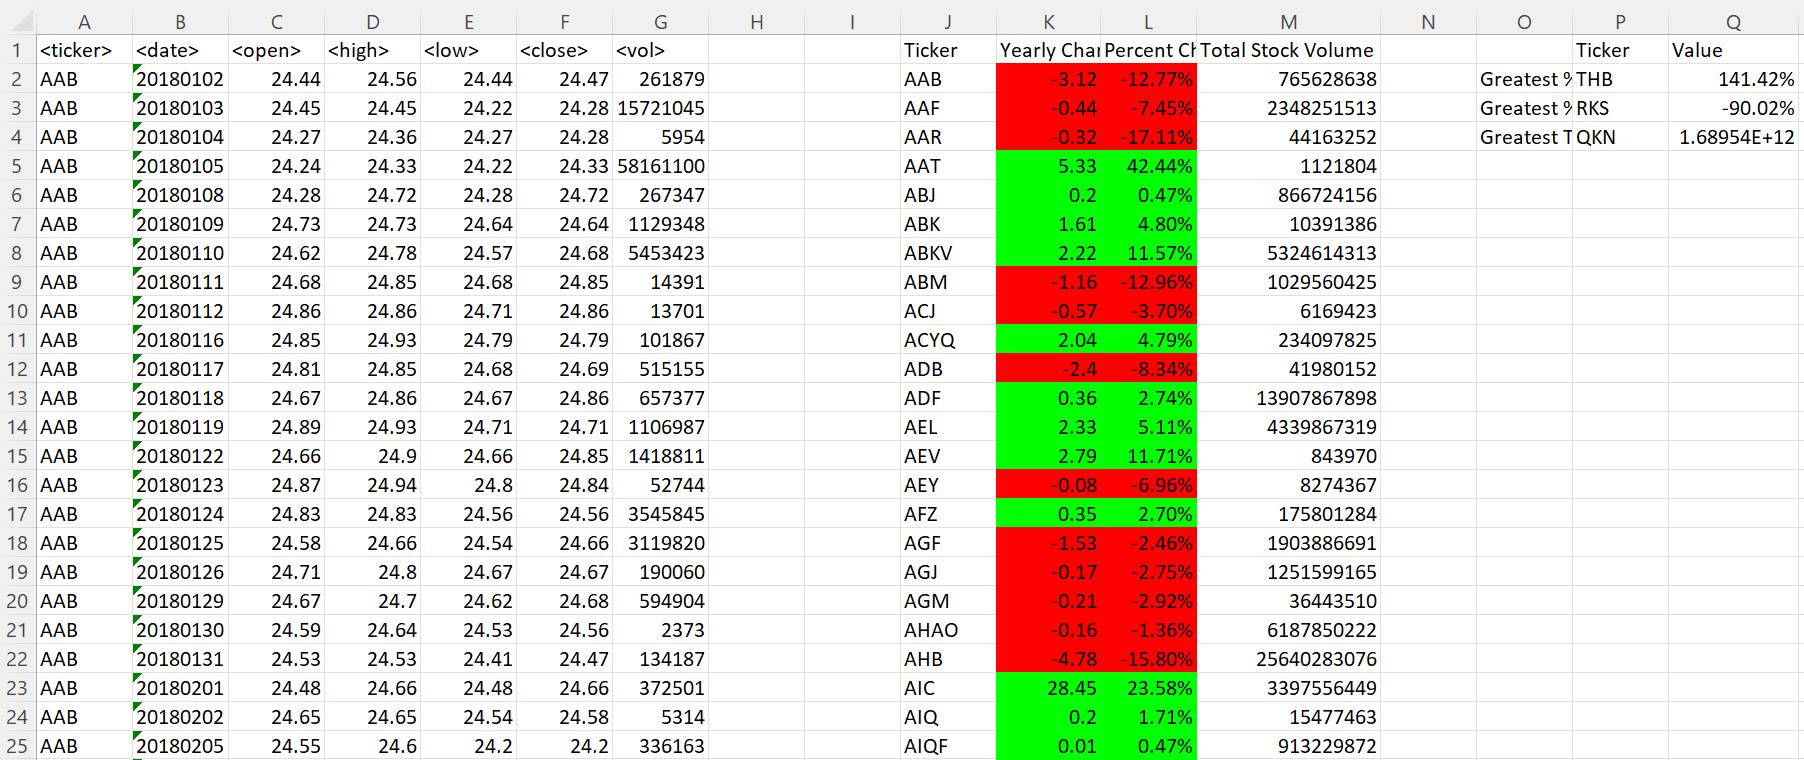 A B C D E F G H I J K L M N O P Q
1 <ticker> <date> <open> <high> <low> <close> <vol> Ticker Yearly Char Percent Ch Total Stock Volume Ticker Value
2 AAB 20180102 24.44 24.56 24.44 24.47 261879 AAB -3.12 -12.77% 765628638 Greatest % THB 141.42%
3 AAB 20180103 24.45 24.45 24.22 24.28 15721045 AAF -0.44 -7.45% 2348251513 Greatest % RKS -90.02%
4 AAB 20180104 24.27 24.36 24.27 24.28 5954 AAR -0.32 -17.11% 44163252 Greatest T QKN 1.68954E+12
5 AAB 20180105 24.24 24.33 24.22 24.33 58161100 AAT 5.33 42.44% 1121804
6 AAB 20180108 24.28 24.72 24.28 24.72 267347 ABJ 0.2 0.47% 866724156
7 AAB 20180109 24.73 24.73 24.64 24.64 1129348 ABK 1.61 4.80% 10391386
8 AAB 20180110 24.62 24.78 24.57 24.68 5453423 ABKV 2.22 11.57% 5324614313
9 AAB 20180111 24.68 24.85 24.68 24.85 14391 ABM -1.16 -12.96% 1029560425
10 AAB 20180112 24.86 24.86 24.71 24.86 13701 ACJ -0.57 -3.70% 6169423
11 AAB 20180116 24.85 24.93 24.79 24.79 101867 ACYQ 2.04 4.79% 234097825
12 AAB 20180117 24.81 24.85 24.68 24.69 515155 ADB -2.4 -8.34% 41980152
13 AAB 20180118 24.67 24.86 24.67 24.86 657377 ADF 0.36 2.74% 13907867898
14 AAB 20180119 24.89 24.93 24.71 24.71 1106987 AEL 2.33 5.11% 4339867319
15 AAB 20180122 24.66 24.9 24.66 24.85 1418811 AEV 2.79 11.71% 843970
16 AAB 20180123 24.87 24.94 24.8 24.84 52744 AEY -0.08 -6.96% 8274367
17 AAB 20180124 24.83 24.83 24.56 24.56 3545845 AFZ 0.35 2.70% 175801284
18 AAB 20180125 24.58 24.66 24.54 24.66 3119820 AGF -1.53 -2.46% 1903886691
19 AAB 20180126 24.71 24.8 24.67 24.67 190060 AGJ -0.17 -2.75% 1251599165
20 AAB 20180129 24.67 24.7 24.62 24.68 594904 AGM -0.21 -2.92% 36443510
21 AAB 20180130 24.59 24.64 24.53 24.56 2373 AHAO -0.16 -1.36% 6187850222
22 AAB 20180131 24.53 24.53 24.41 24.47 134187 AHB -4.78 -15.80% 25640283076
23 AAB 20180201 24.48 24.66 24.48 24.66 372501 AIC 28.45 23.58% 3397556449
24 AAB 20180202 24.65 24.65 24.54 24.58 5314 AIQ 0.2 1.71% 15477463
25 AAB 20180205 24.55 24.6 24.2 24.2 336163 AIQF 0.01 0.47% 913229872